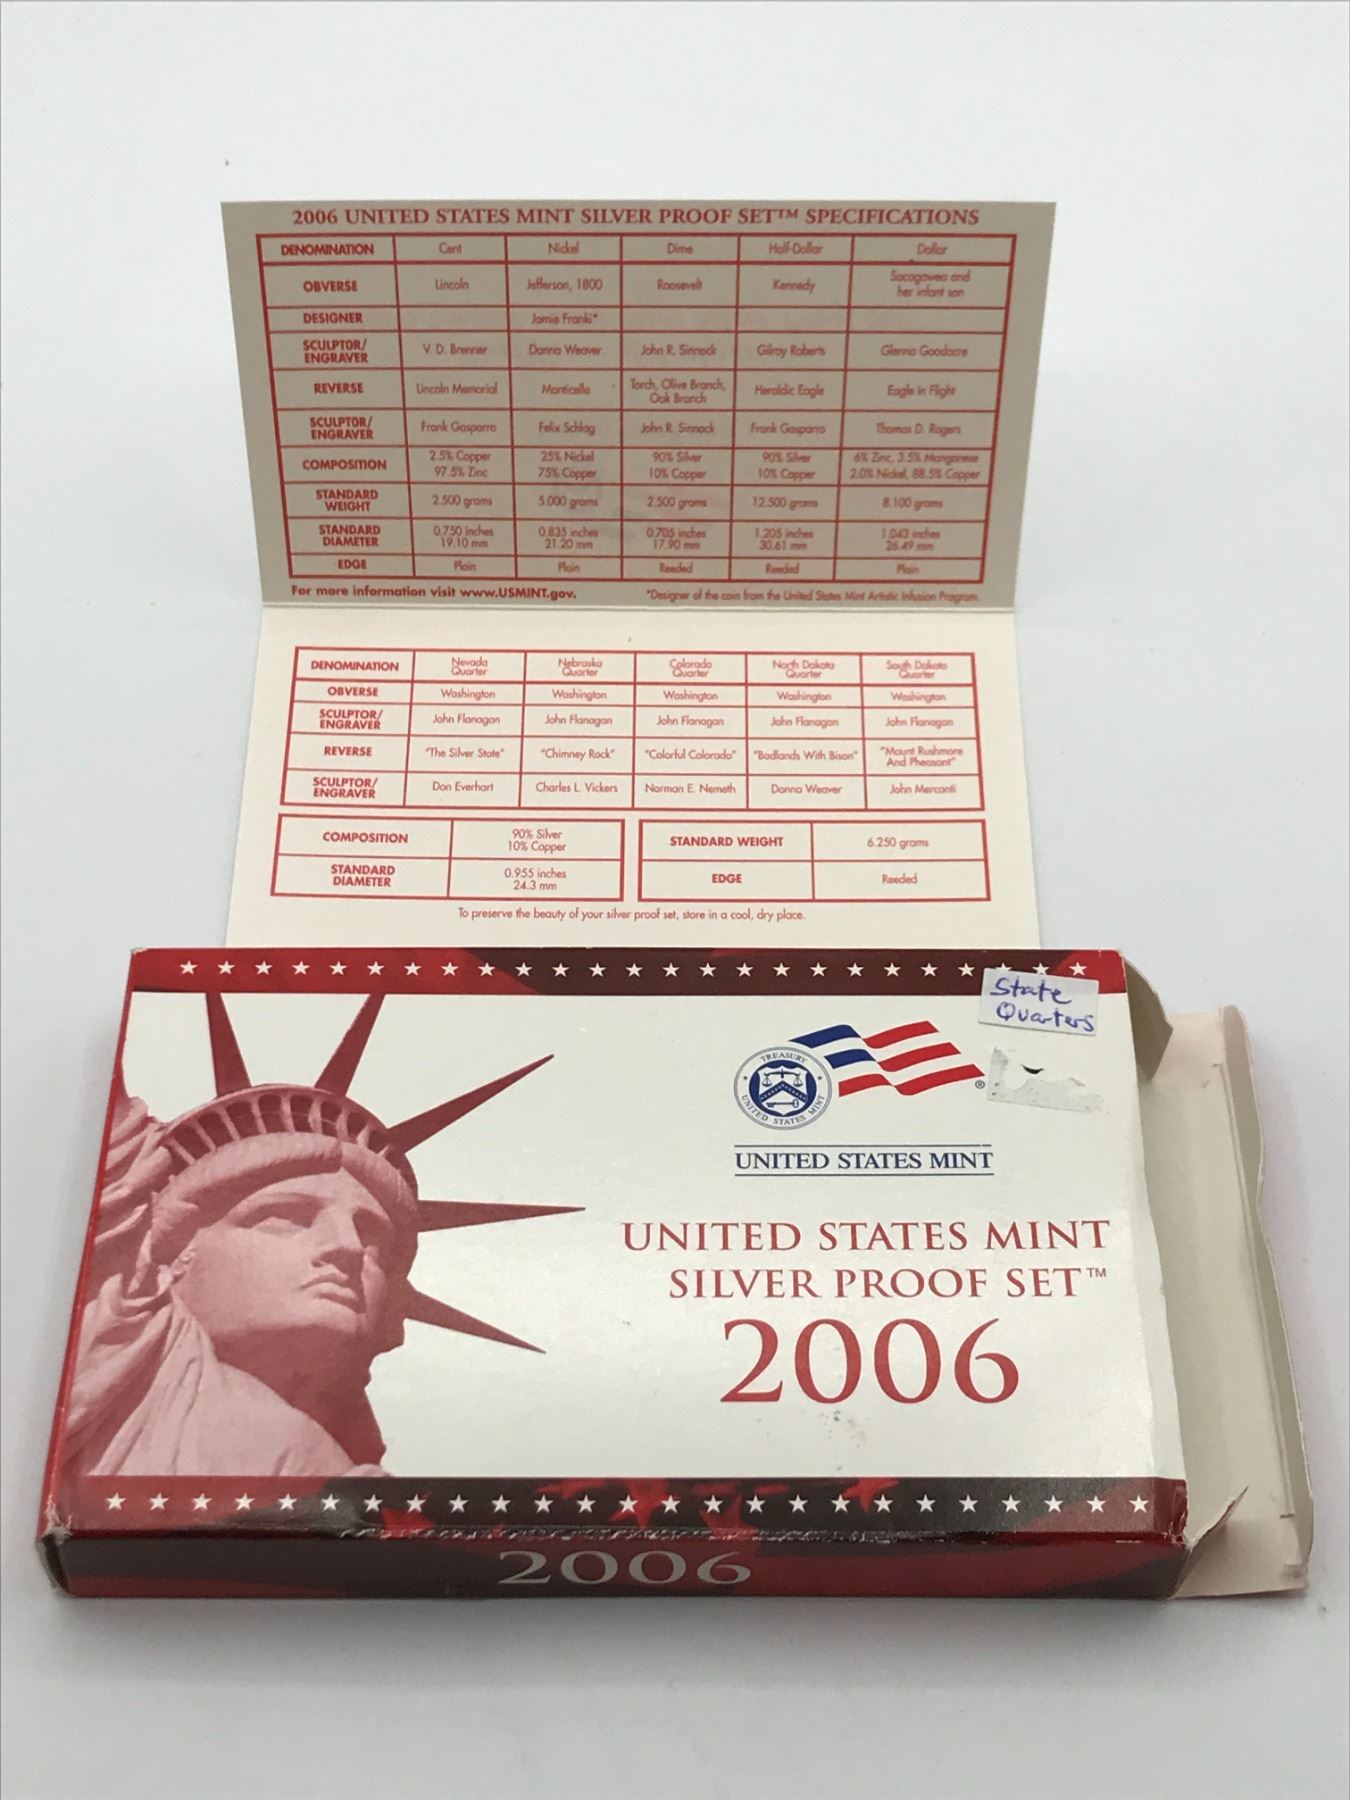 2006 UNITED STATES MINT SILVER PROOF SET™ SPECIFICATIONS
DENOMINATION Cent Nickel Dime Half-Dollar Dollar
OBVERSE Lincoln Jefferson, 1800 Roosevelt Kennedy Sacagawea and her infant son
DESIGNER Jamie Franki*
SCULPTOR/ENGRAVER V. D. Brenner Donna Weaver John R. Sinnock Gilroy Roberts Glenna Goodacre
REVERSE Lincoln Memorial Monticello Torch, Olive Branch, Oak Branch Heraldic Eagle Eagle in Flight
SCULPTOR/ENGRAVER Frank Gasparro Felix Schlag John R. Sinnock Frank Gasparro Thomas D. Rogers
COMPOSITION 2.5% Copper 97.5% Zinc 25% Nickel 75% Copper 90% Silver 10% Copper 90% Silver 10% Copper 6% Zinc, 3.5% Manganese 2.0% Nickel, 88.5% Copper
STANDARD WEIGHT 2.500 grams 5.000 grams 2.500 grams 12.500 grams 8.100 grams
STANDARD DIAMETER 0.750 inches 19.10 mm 0.835 inches 21.20 mm 0.705 inches 17.90 mm 1.205 inches 30.61 mm 1.043 inches 26.49 mm
EDGE Plain Plain Reeded Reeded Plain
For more information visit www.USMINT.gov. *Designer of the coin from the United States Mint Artistic Infusion Program.
DENOMINATION Nevada Quarter Nebraska Quarter Colorado Quarter North Dakota Quarter South Dakota Quarter
OBVERSE Washington Washington Washington Washington Washington
SCULPTOR/ENGRAVER John Flanagan John Flanagan John Flanagan John Flanagan John Flanagan
REVERSE "The Silver State" "Chimney Rock" "Colorful Colorado" "Badlands With Bison" "Mount Rushmore And Pheasant"
SCULPTOR/ENGRAVER Don Everhart Charles L. Vickers Norman E. Nemeth Donna Weaver John Mercanti
COMPOSITION 90% Silver 10% Copper STANDARD WEIGHT 6.250 grams
STANDARD DIAMETER 0.955 inches 24.3 mm EDGE Reeded
To preserve the beauty of your silver proof set, store in a cool, dry place.
State
Quarters
TREASURY
UNITED STATES MINT
®
UNITED STATES MINT
UNITED STATES MINT
SILVER PROOF SET™
2006
2006